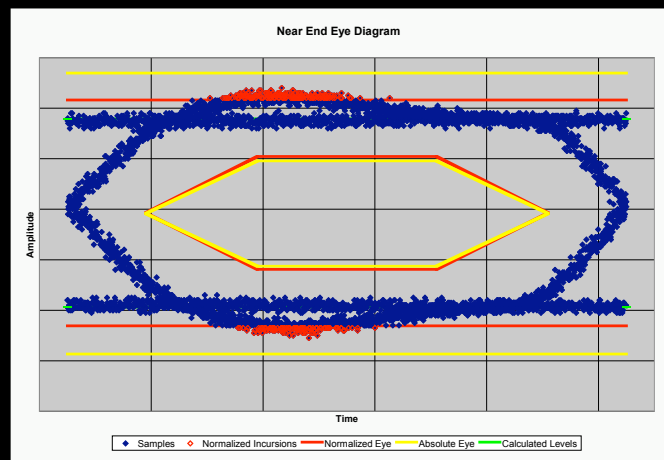 Near End Eye Diagram
Amplitude
Time
Samples Normalized Incursions Normalized Eye Absolute Eye Calculated Levels